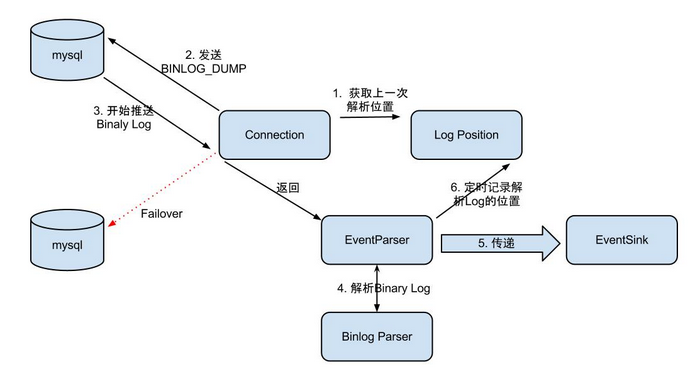 mysql
2. 发送
BINLOG_DUMP
3. 开始推送
Binaly Log
Connection
1. 获取上一次
解析位置
Log Position
返回
6. 定时记录解
析Log的位置
Failover
mysql
EventParser
5. 传递
EventSink
4. 解析Binary Log
Binlog Parser